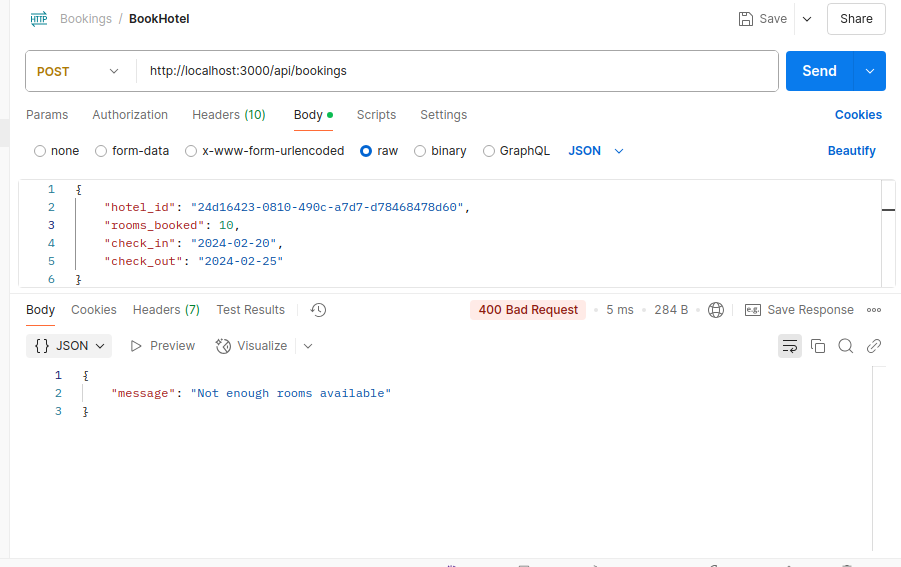 HTTP Bookings / BookHotel Save Share
POST http://localhost:3000/api/bookings Send
Params Authorization Headers (10) Body Scripts Settings Cookies
none form-data x-www-form-urlencoded raw binary GraphQL JSON Beautify
1 {
2 "hotel_id": "24d16423-0810-490c-a7d7-d78468478d60",
3 "rooms_booked": 10,
4 "check_in": "2024-02-20",
5 "check_out": "2024-02-25"
6 }
Body Cookies Headers (7) Test Results 400 Bad Request • 5 ms • 284 B • e.g. Save Response
{} JSON Preview Visualize
1 {
2 "message": "Not enough rooms available"
3 }